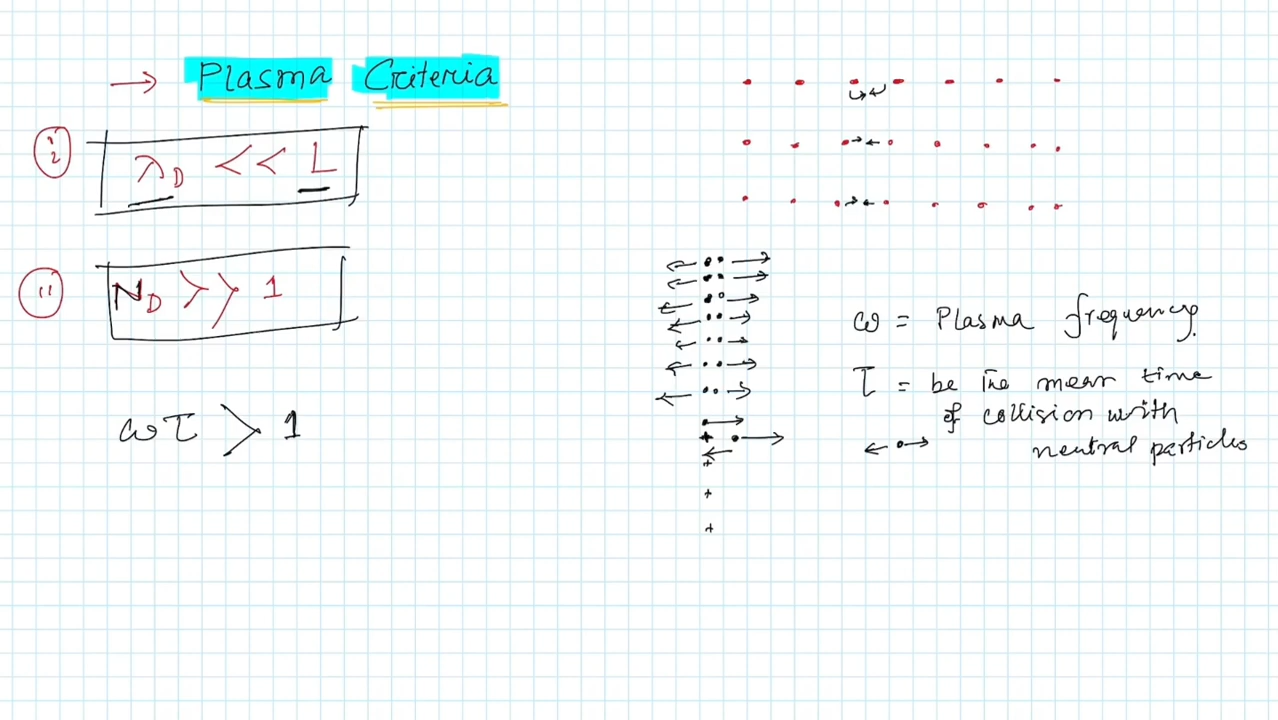 → Plasma Criteria
i λD << L
ii ND >> 1
ωτ > 1
ω = Plasma frequency.
τ = be the mean time
of collision with
neutral particles